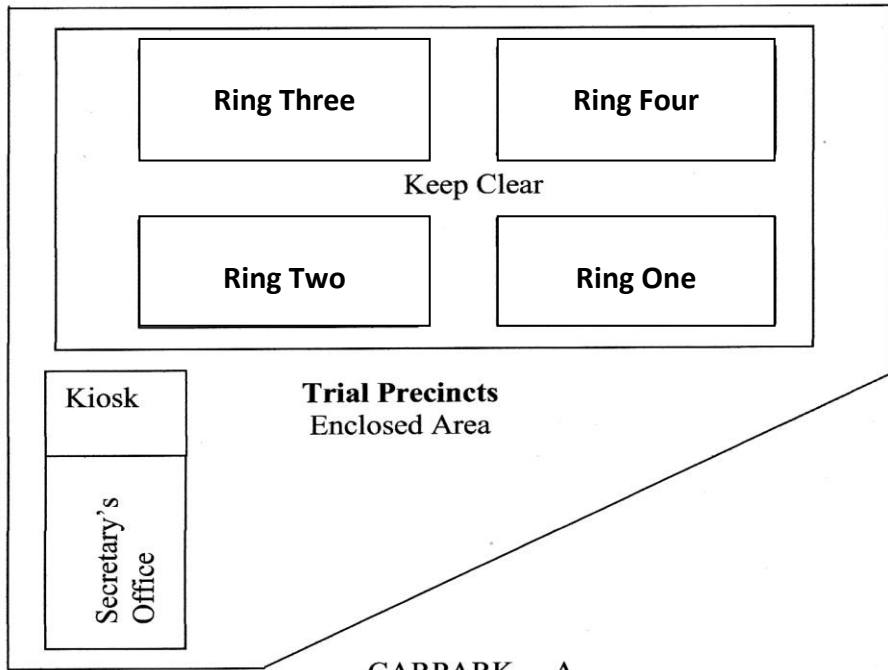 Ring Three
Ring Four
Keep Clear
Ring Two
Ring One
Kiosk
Trial Precincts
Enclosed Area
Secretary's
Office
CARPARK A